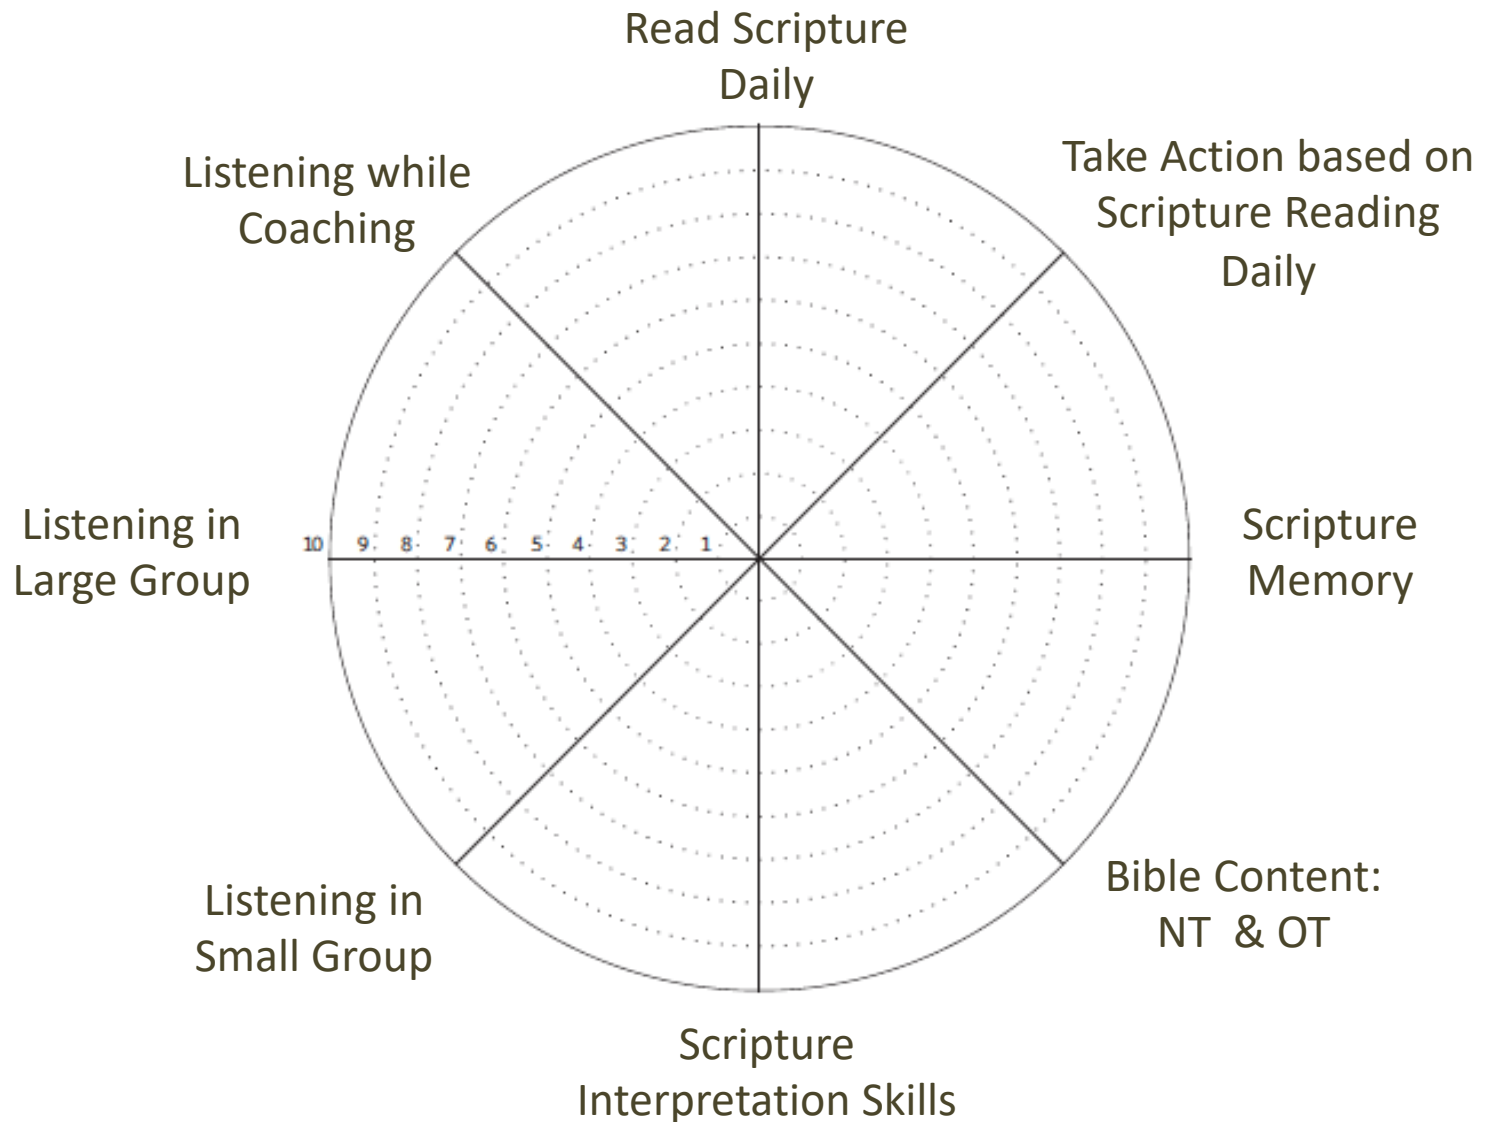 Read Scripture
Daily
Take Action based on
Scripture Reading
Daily
Listening while
Coaching
Listening in
Large Group
10 9 8 7 6 5 4 3 2 1
Scripture
Memory
Bible Content:
NT & OT
Listening in
Small Group
Scripture
Interpretation Skills